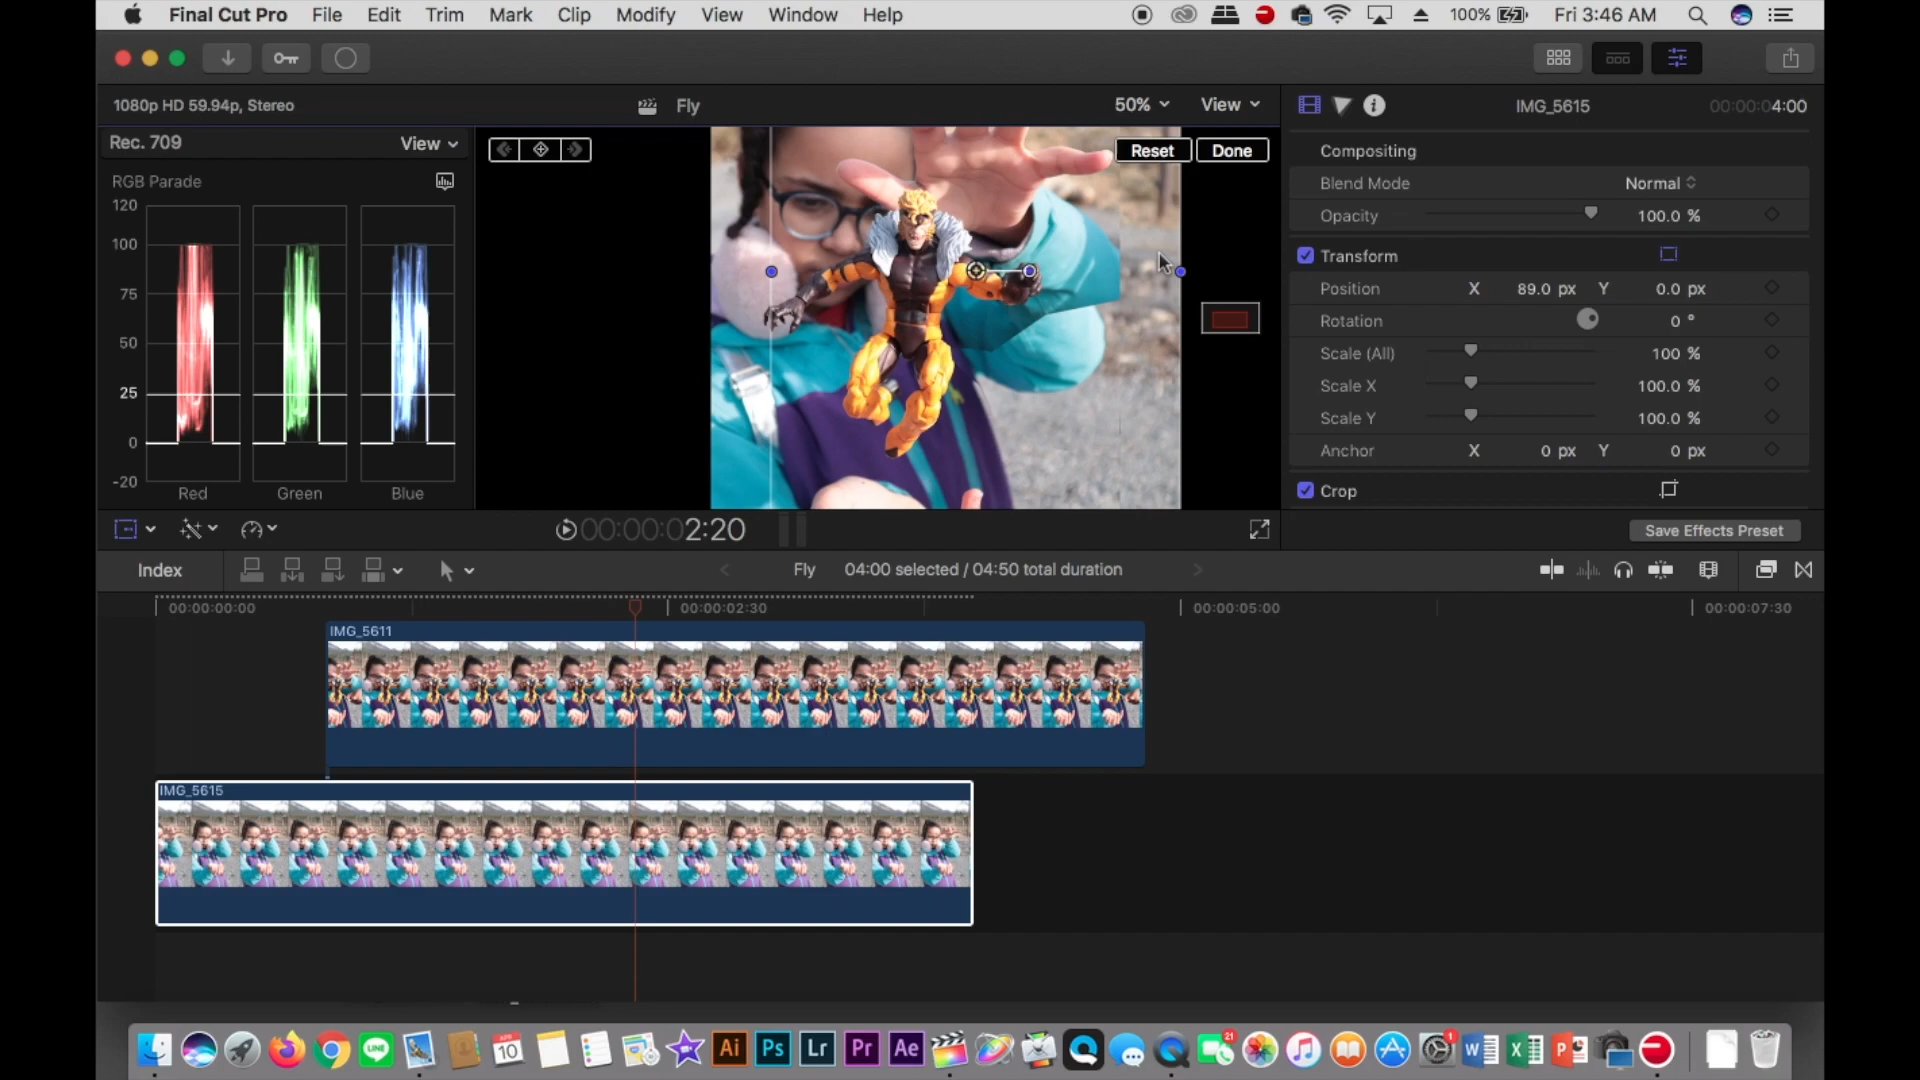 Final Cut Pro File Edit Trim Mark Clip Modify View Window Help 100% Fri 3:46 AM
1080p HD 59.94p, Stereo Fly 50% View IMG_5615 00:00:04:00
Rec. 709 View Reset Done
RGB Parade
120
100
75
50
25
0
-20
Red Green Blue
Compositing
Blend Mode Normal
Opacity 100.0 %
Transform
Position X 89.0 px Y 0.0 px
Rotation 0 °
Scale (All) 100 %
Scale X 100.0 %
Scale Y 100.0 %
Anchor X 0 px Y 0 px
Crop
00:00:02:20 Save Effects Preset
Index Fly 04:00 selected / 04:50 total duration
00:00:00:00 00:00:02:30 00:00:05:00 00:00:07:30
IMG_5611
IMG_5615
APR 10 LINE Ai Ps Lr Pr Ae 21 1 W X P